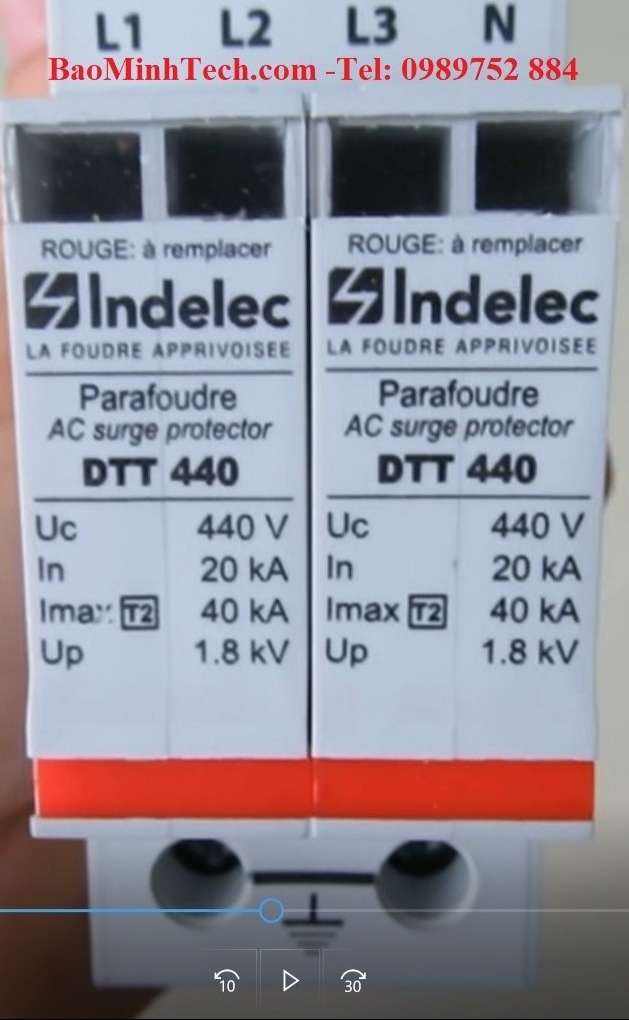 L1 L2 L3 N
BaoMinhTech.com -Tel: 0989752 884
ROUGE: à remplacer
Indelec
LA FOUDRE APPRIVOISEE
Parafoudre
AC surge protector
DTT 440
Uc 440 V
In 20 kA
Imax T2 40 kA
Up 1.8 kV
ROUGE: à remplacer
Indelec
LA FOUDRE APPRIVOISEE
Parafoudre
AC surge protector
DTT 440
Uc 440 V
In 20 kA
Imax T2 40 kA
Up 1.8 kV
10 30